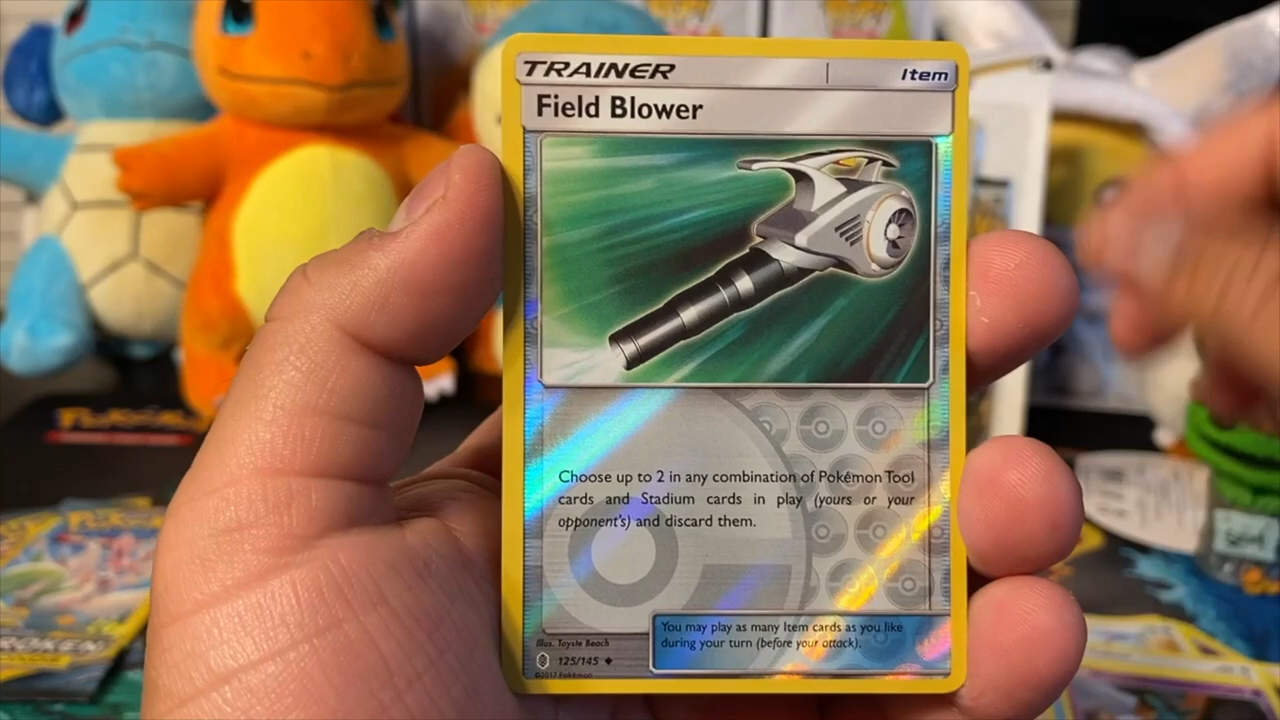 TRAINER
Item
Field Blower
Choose up to 2 in any combination of Pokémon Tool
cards and Stadium cards in play (yours or your
opponent's) and discard them.
You may play as many Item cards as you like
during your turn (before your attack).
Illus. Toyste Beach
125/145
©2017 Pokémon
POKÉMON
ROKEN